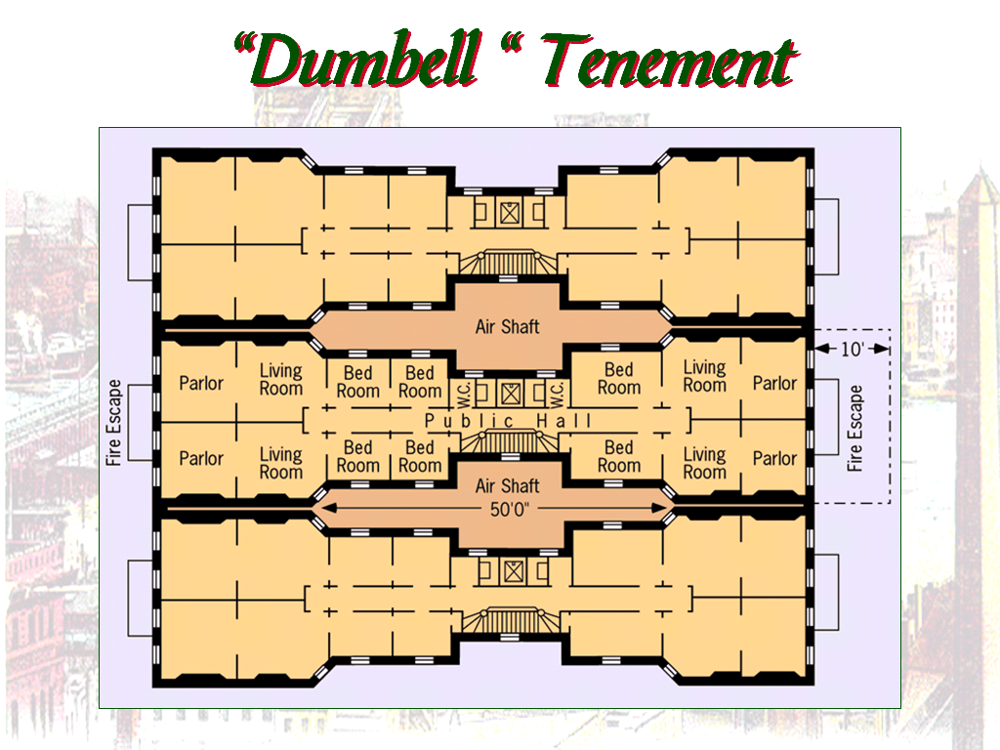 “Dumbell “ Tenement
Air Shaft
10'
Fire Escape
Parlor
Living
Room
Bed
Room
Bed
Room
W.C.
W.C.
Bed
Room
Living
Room
Parlor
Fire Escape
Public Hall
Parlor
Living
Room
Bed
Room
Bed
Room
Bed
Room
Living
Room
Parlor
Air Shaft
50'0"